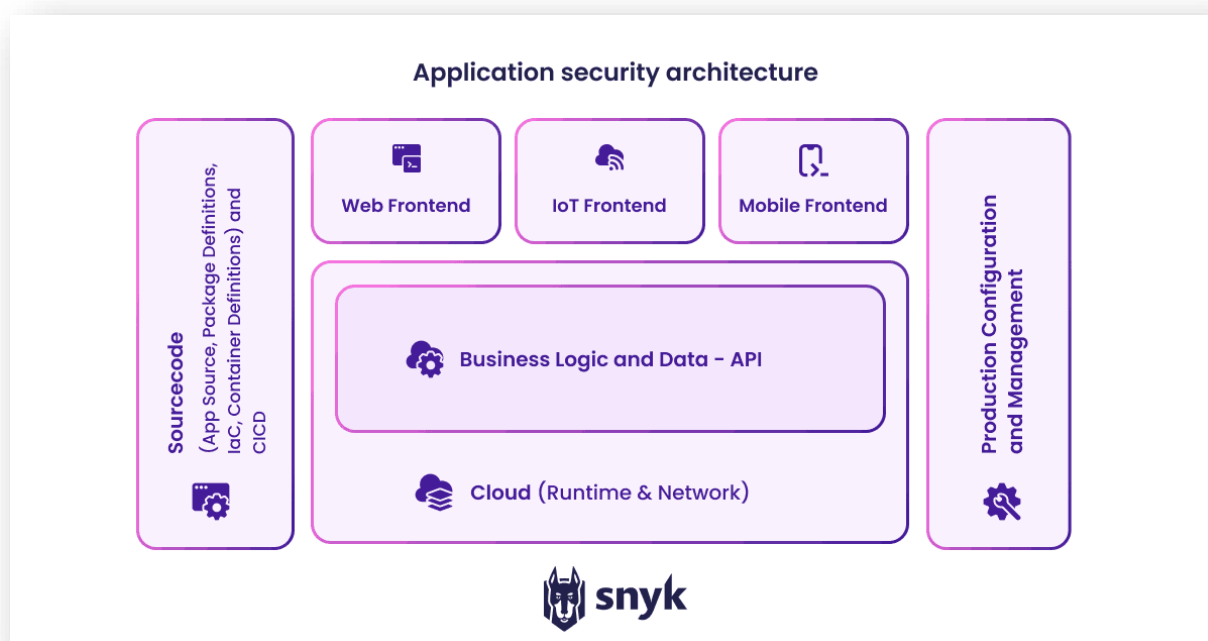 Application security architecture
Sourcecode
(App Source, Package Definitions,
IaC, Container Definitions) and
CICD
Web Frontend
IoT Frontend
Mobile Frontend
Business Logic and Data - API
Cloud (Runtime & Network)
Production Configuration
and Management
snyk